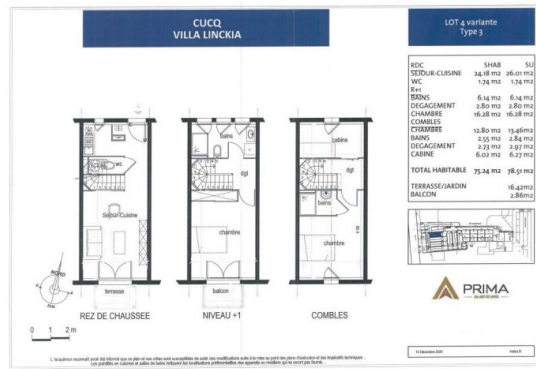 CUCQ
VILLA LINCKIA
LOT 4 variante
Type 3
RDC SHAB SU
SEJOUR-CUISINE 24.18 m2 26.01 m2
WC 1.74 m2 1.74 m2
R+1
BAINS 6.14 m2 6.14 m2
DEGAGEMENT 2.80 m2 2.80 m2
CHAMBRE 16.28 m2 16.28 m2
COMBLES
CHAMBRE 12.80 m2 13.46m2
BAINS 2.55 m2 2.84 m2
DEGAGEMENT 2.73 m2 2.97 m2
CABINE 6.02 m2 6.27 m2
TOTAL HABITABLE 75.24 m2 78.51 m2
TERRASSE/JARDIN 16.42m2
BALCON 2.86m2
wc
Séjour-Cuisine
terrasse
REZ DE CHAUSSEE
bains
dgt
chambre
balcon
NIVEAU +1
cabine
dgt
bains
chambre
COMBLES
NORD
0 1 2 m
PRIMA